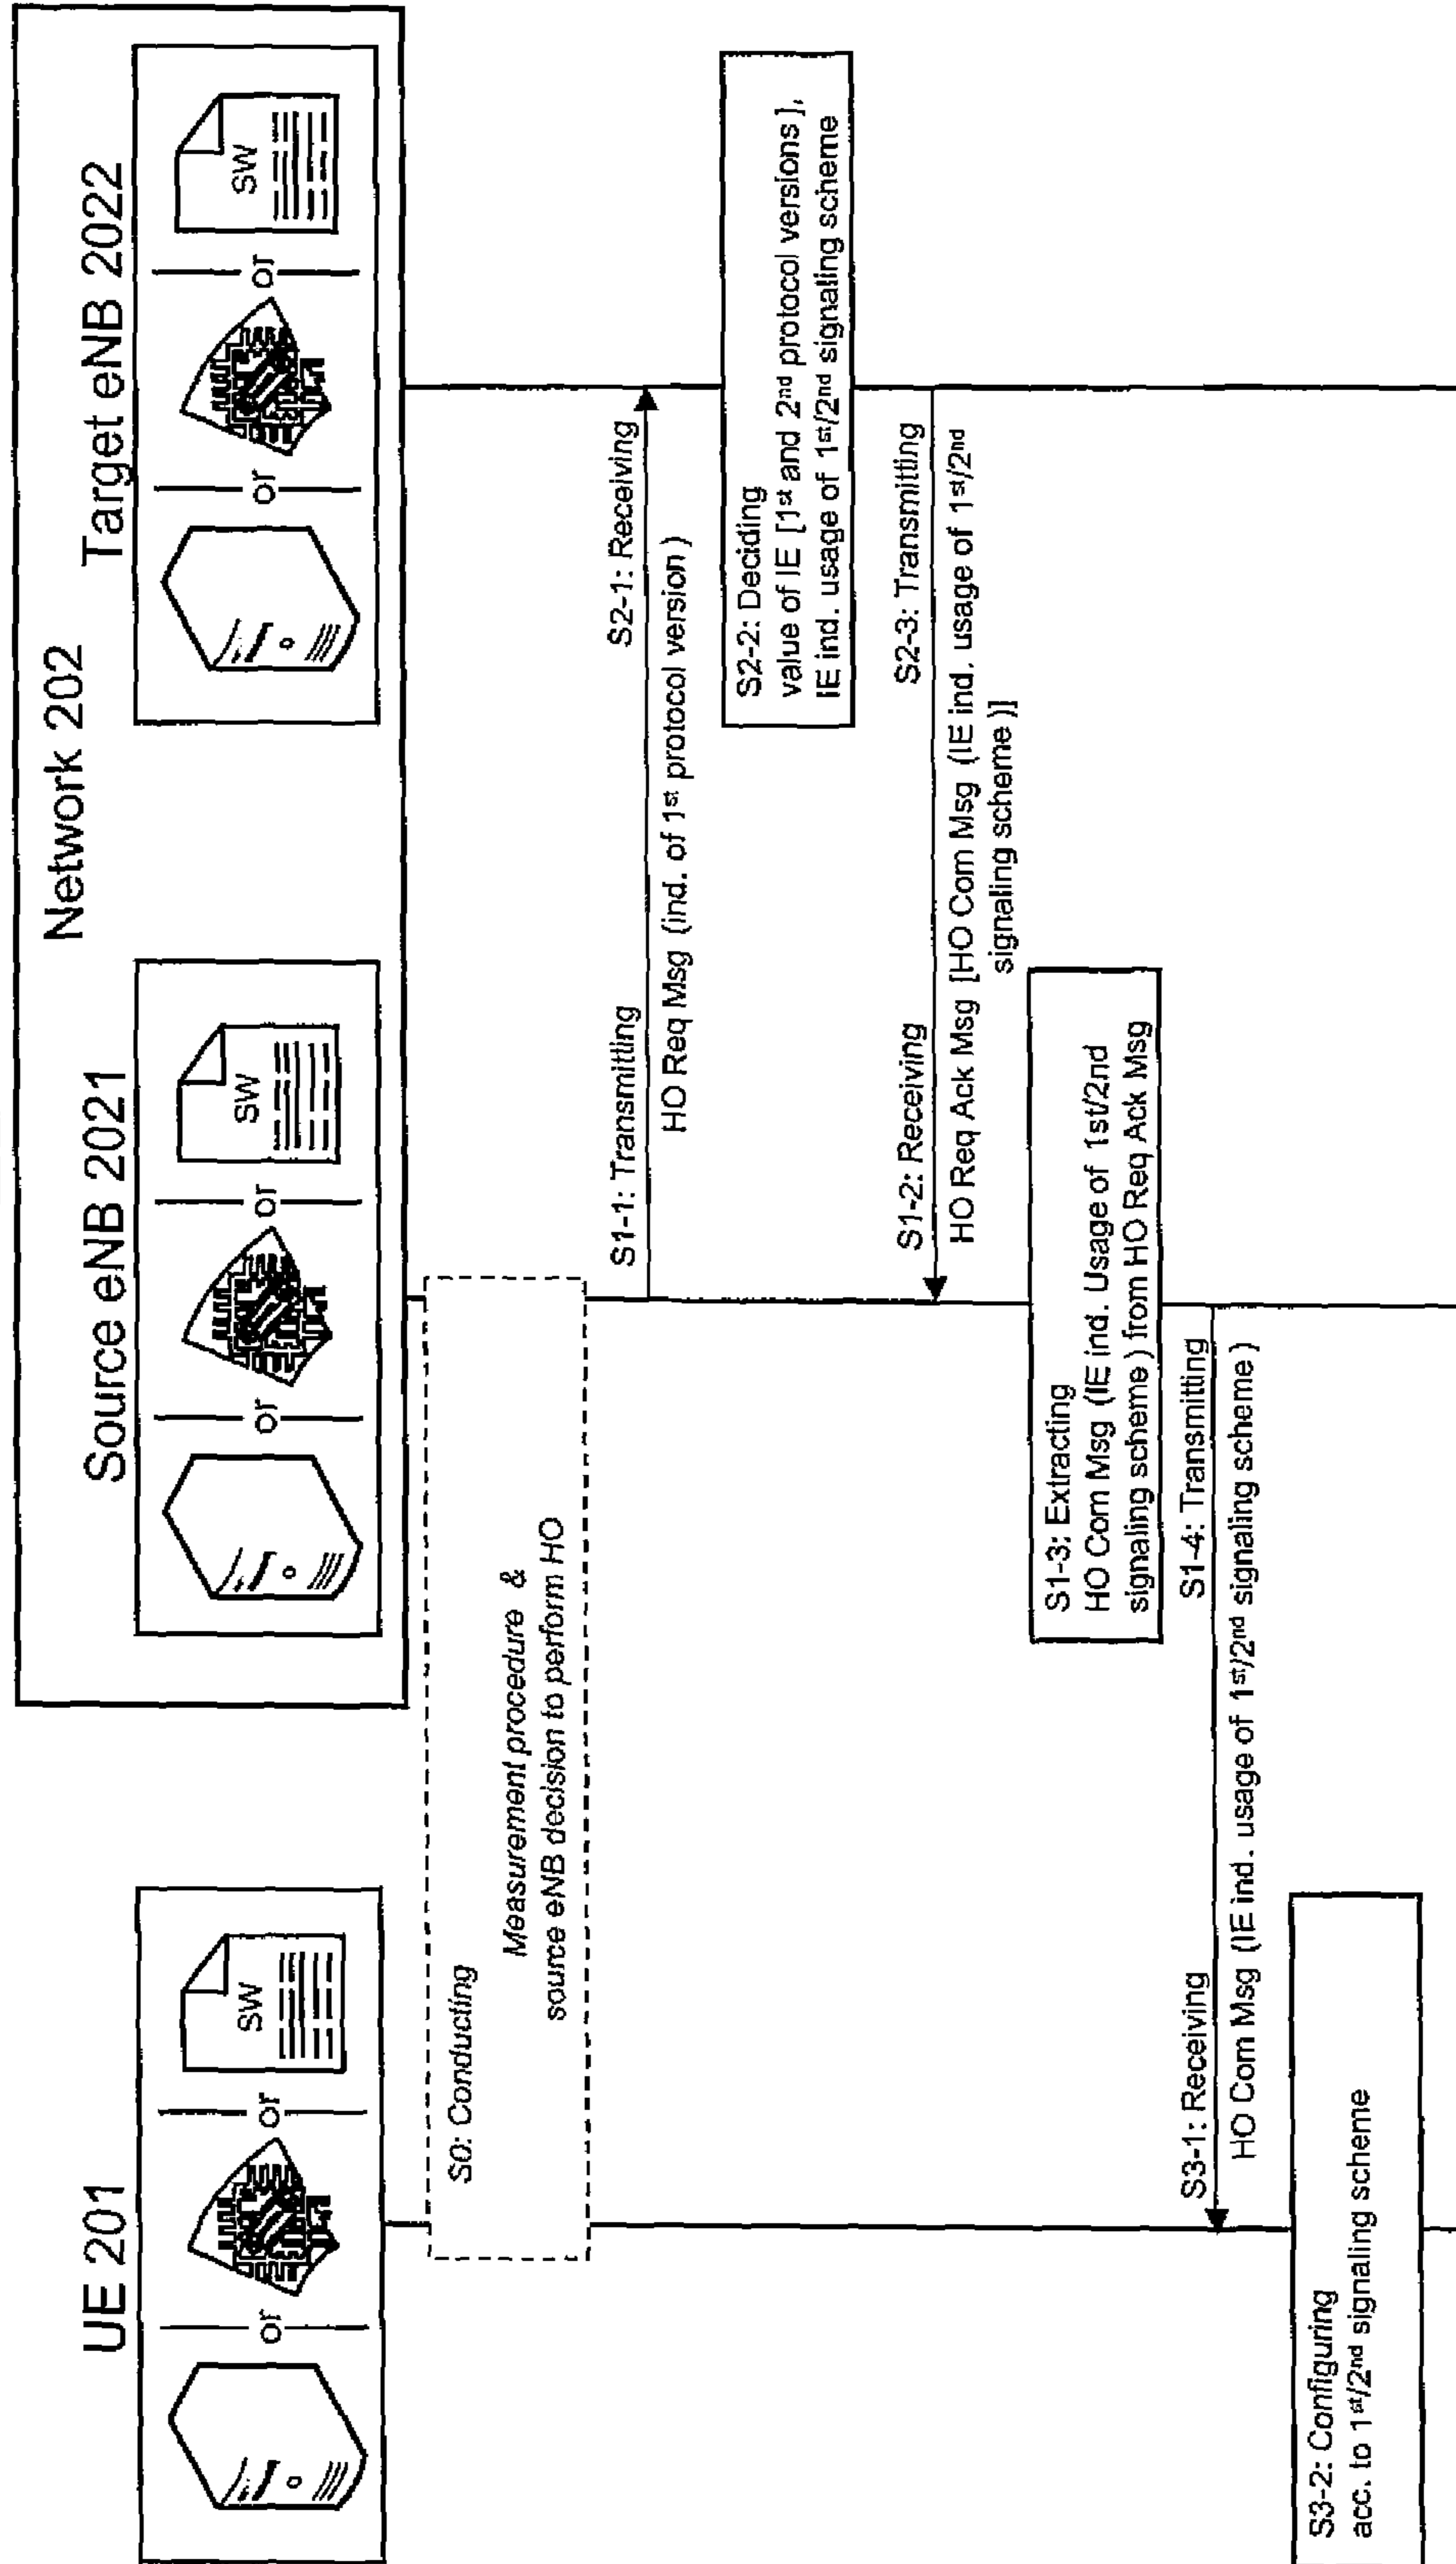 Network 202
UE 201
Source eNB 2021
Target eNB 2022
or
or
SW
or
or
SW
or
or
SW
S0: Conducting
Measurement procedure &
source eNB decision to perform HO
S1-1: Transmitting
S2-1: Receiving
HO Req Msg (ind. of 1st protocol version)
S2-2: Deciding
value of IE [1st and 2nd protocol versions],
IE ind. usage of 1st/2nd signaling scheme
S1-2: Receiving
S2-3: Transmitting
HO Req Ack Msg [HO Com Msg (IE ind. usage of 1st/2nd
signaling scheme)]
S1-3: Extracting
HO Com Msg (IE ind. Usage of 1st/2nd
signaling scheme) from HO Req Ack Msg
S3-1: Receiving
S1-4: Transmitting
HO Com Msg (IE ind. usage of 1st/2nd signaling scheme)
S3-2: Configuring
acc. to 1st/2nd signaling scheme